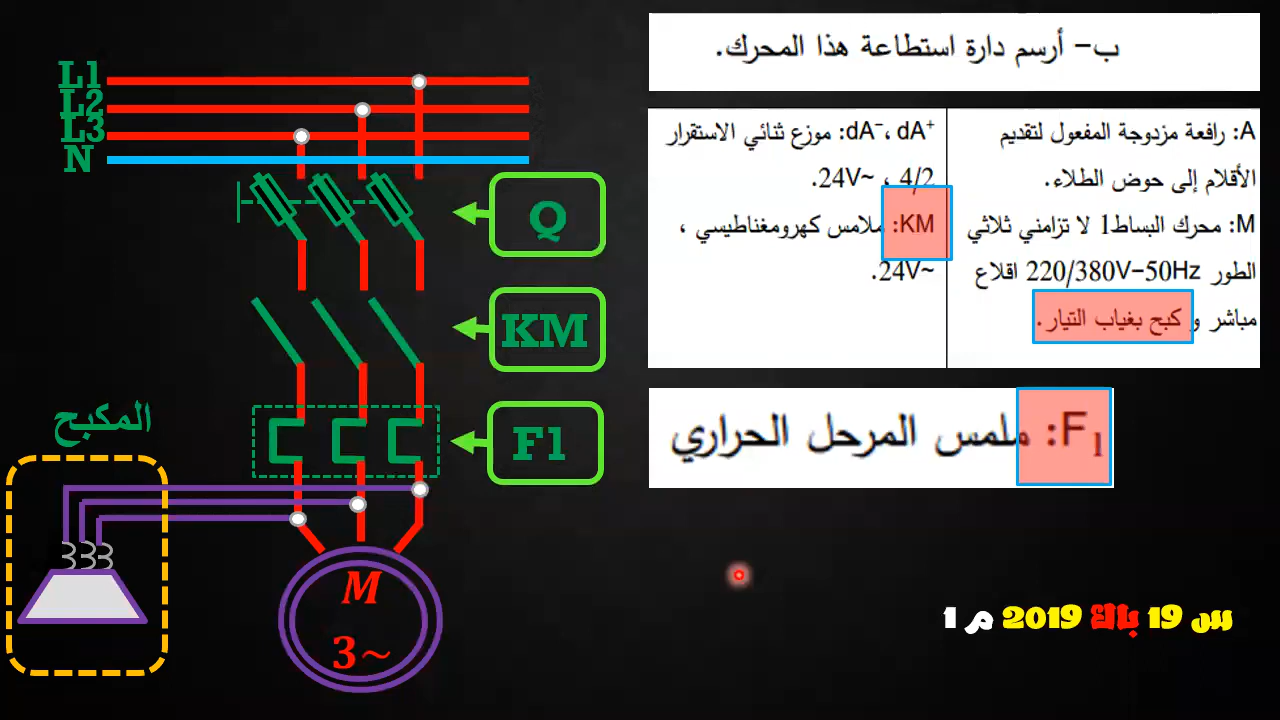 ب- أرسم دارة استطاعة هذا المحرك.
L1
L2
L3
N
Q
KM
F1
المكبح
M
3~
A: رافعة مزدوجة المفعول لتقديم
الأقلام إلى حوض الطلاء.
M: محرك البساط1 لا تزامني ثلاثي
الطور 220/380V-50Hz اقلاع
مباشر و كبح بغياب التيار.
dA⁻، dA⁺: موزع ثنائي الاستقرار
4/2 ، ~24V.
KM: ملامس كهرومغناطيسي ،
~24V.
F₁: ملمس المرحل الحراري
س 19 باك 2019 م 1